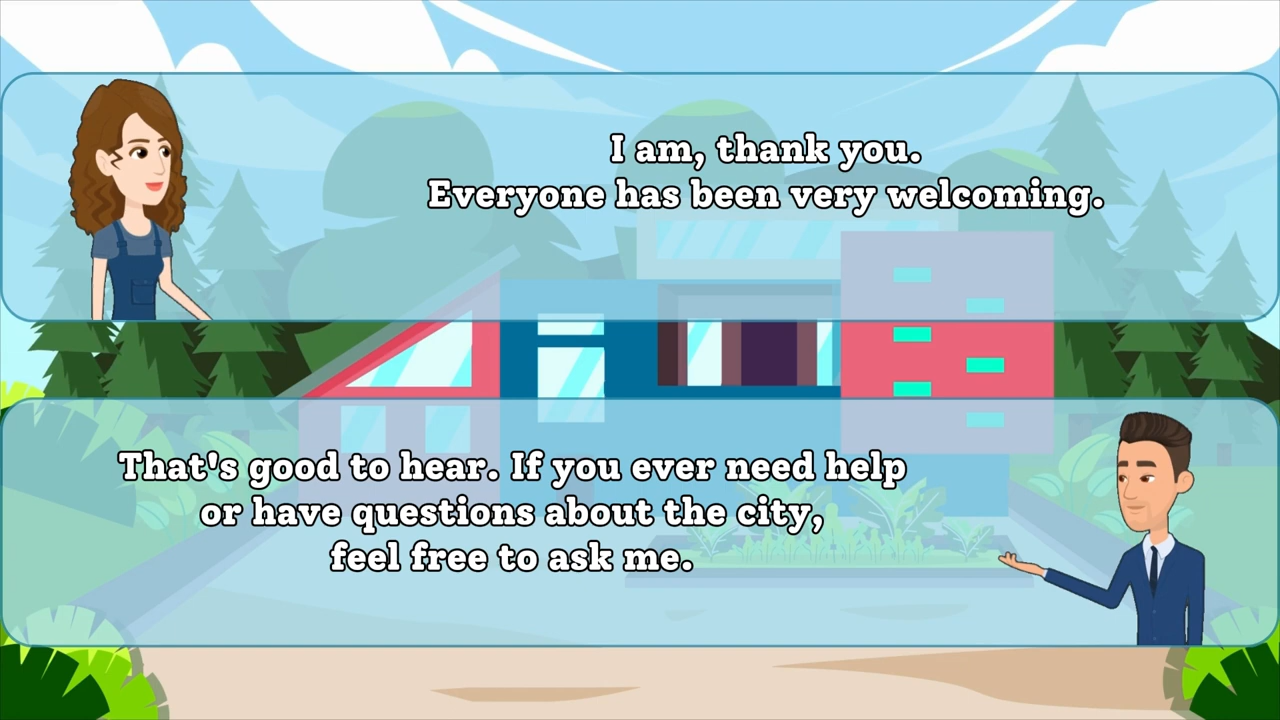 I am, thank you.
Everyone has been very welcoming.
That's good to hear. If you ever need help
or have questions about the city,
feel free to ask me.